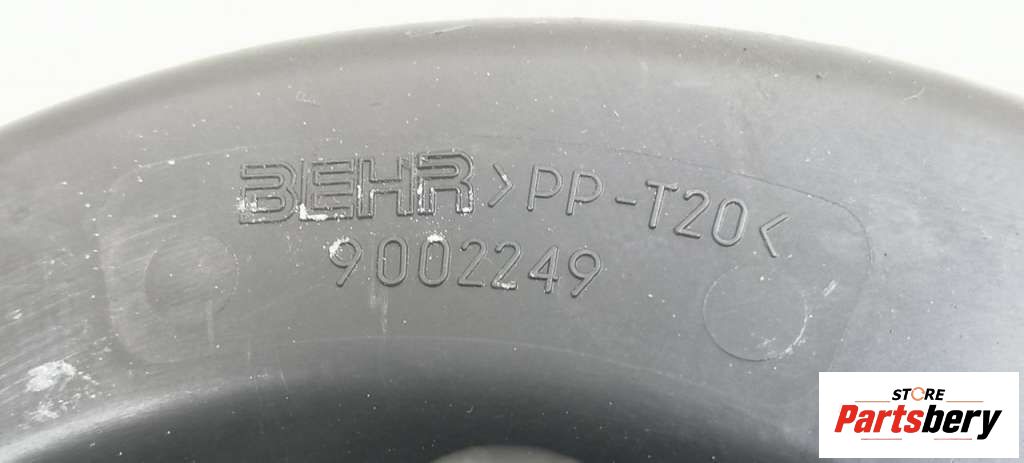 BEHR >PP-T20<
9002249
STORE
Partsbery